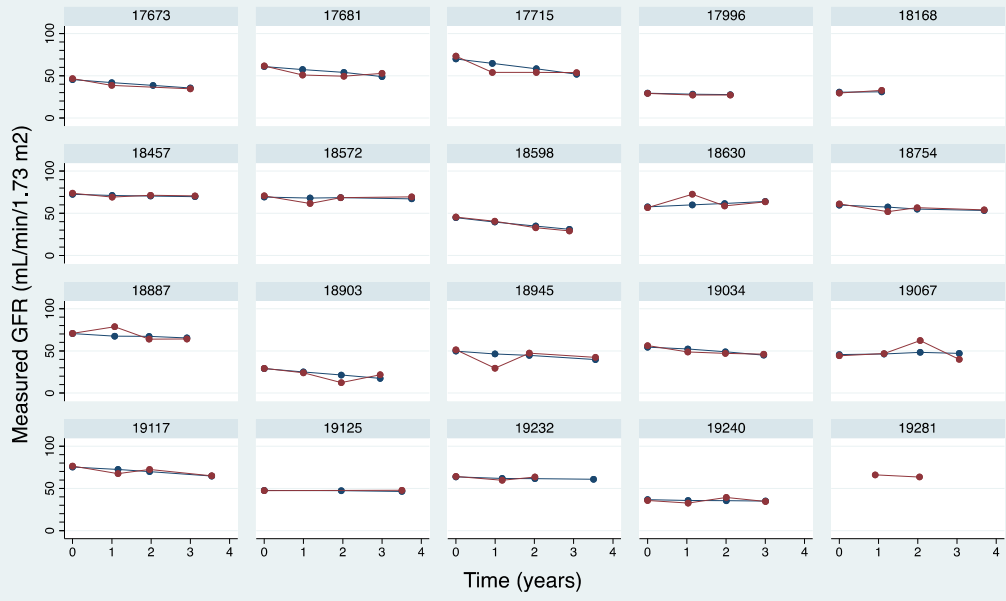 17673 17681 17715 17996 18168
100
50
0
18457 18572 18598 18630 18754
100
50
0
18887 18903 18945 19034 19067
100
50
0
19117 19125 19232 19240 19281
100
50
0
0 1 2 3 4 0 1 2 3 4 0 1 2 3 4 0 1 2 3 4 0 1 2 3 4
Measured GFR (mL/min/1.73 m2)
Time (years)